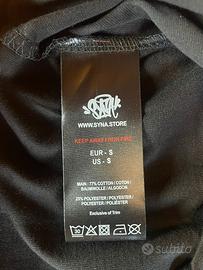 Syna
WWW.SYNA.STORE
KEEP AWAY FROM FIRE
EUR - S
US - S
MAIN : 77% COTTON / COTON /
BAUMWOLLE / ALGODON
23% POLYESTER / POLYESTER /
POLYESTER / POLIESTER
Exclusive of Trim
subito